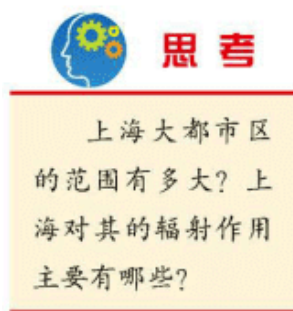 思考
上海大都市区
的范围有多大？上
海对其的辐射作用
主要有哪些？